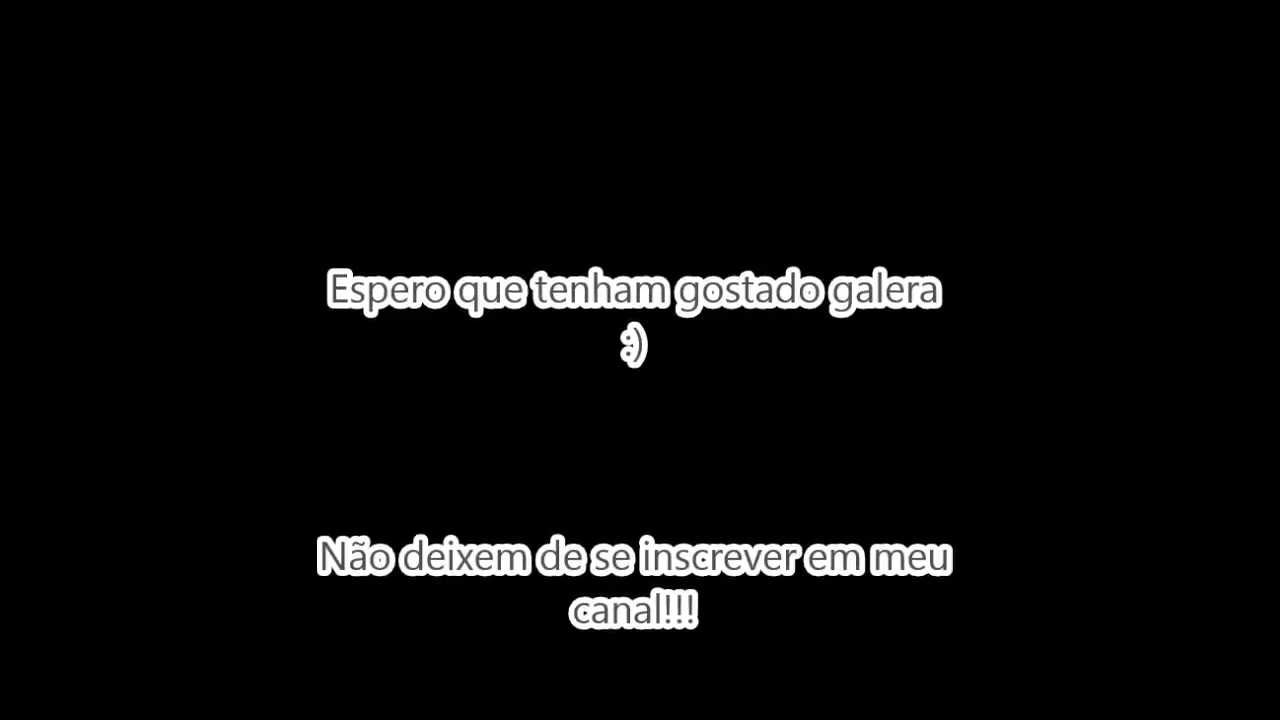 Espero que tenham gostado galera
:)
Não deixem de se inscrever em meu
canal!!!